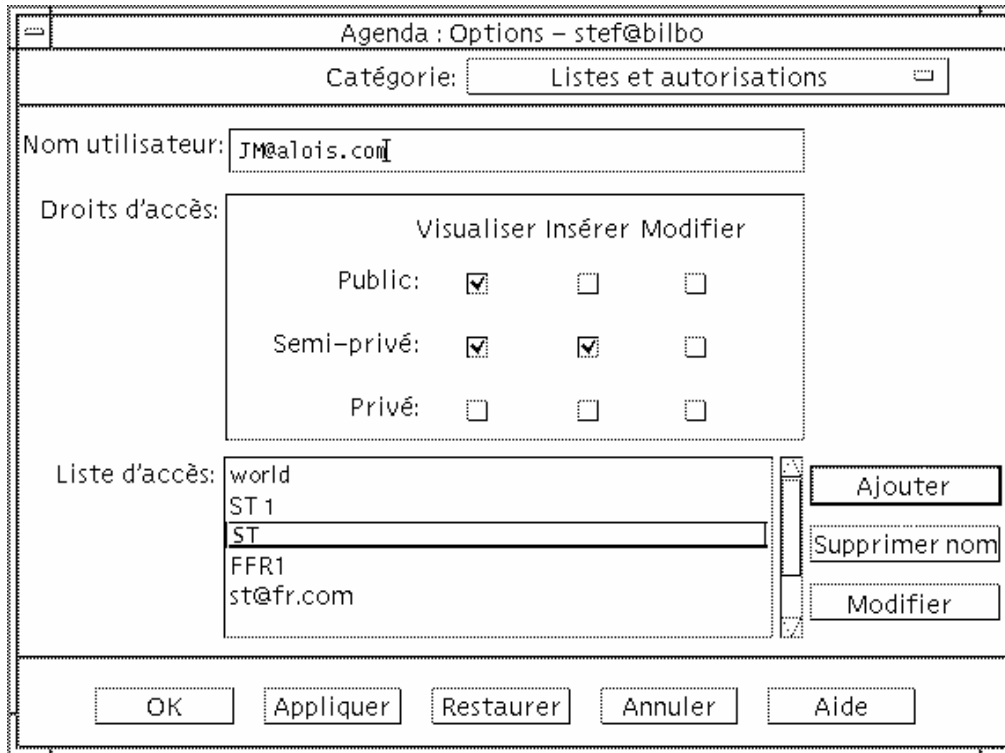 Agenda : Options – stef@bilbo
Catégorie: Listes et autorisations
Nom utilisateur: JM@alois.com
Droits d'accès:
Visualiser Insérer Modifier
Public:
Semi–privé:
Privé:
Liste d'accès: world
ST 1
ST
FFR1
st@fr.com
Ajouter
Supprimer nom
Modifier
OK Appliquer Restaurer Annuler Aide